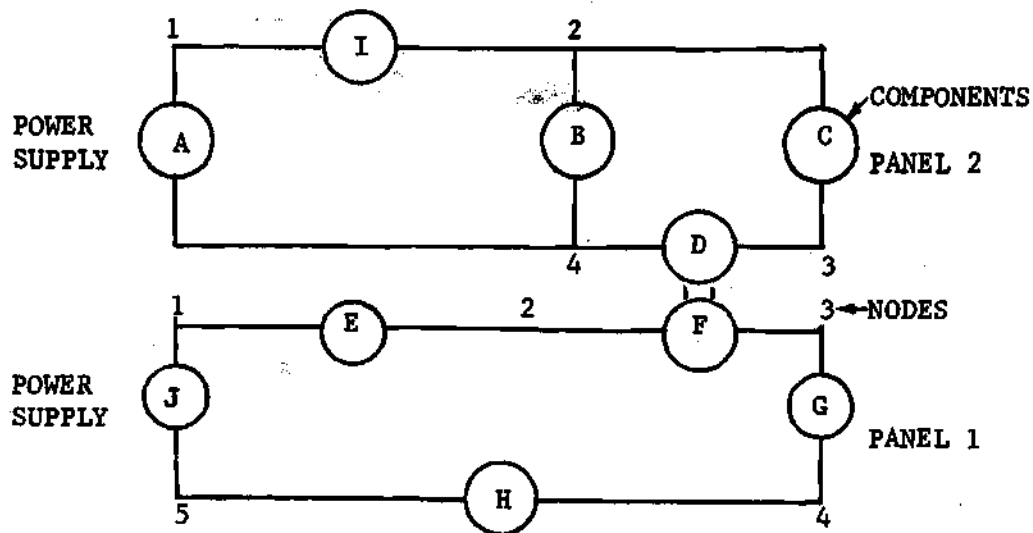 1
I
2
POWER
SUPPLY
A
B
C
COMPONENTS
PANEL 2
D
4
3
1
E
2
F
3
NODES
POWER
SUPPLY
J
G
PANEL 1
5
H
4